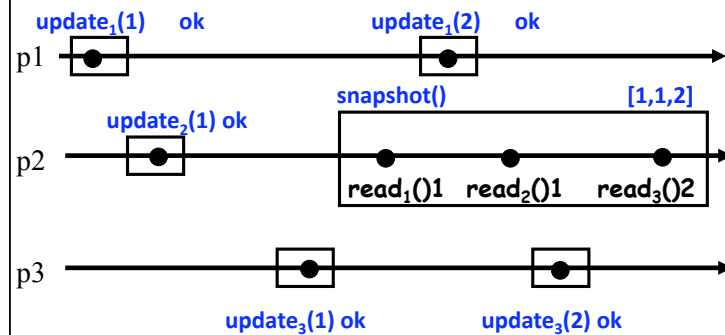 update₁(1) ok update₁(2) ok
p1
snapshot() [1,1,2]
update₂(1) ok
p2
read₁()1 read₂()1 read₃()2
p3
update₃(1) ok update₃(2) ok